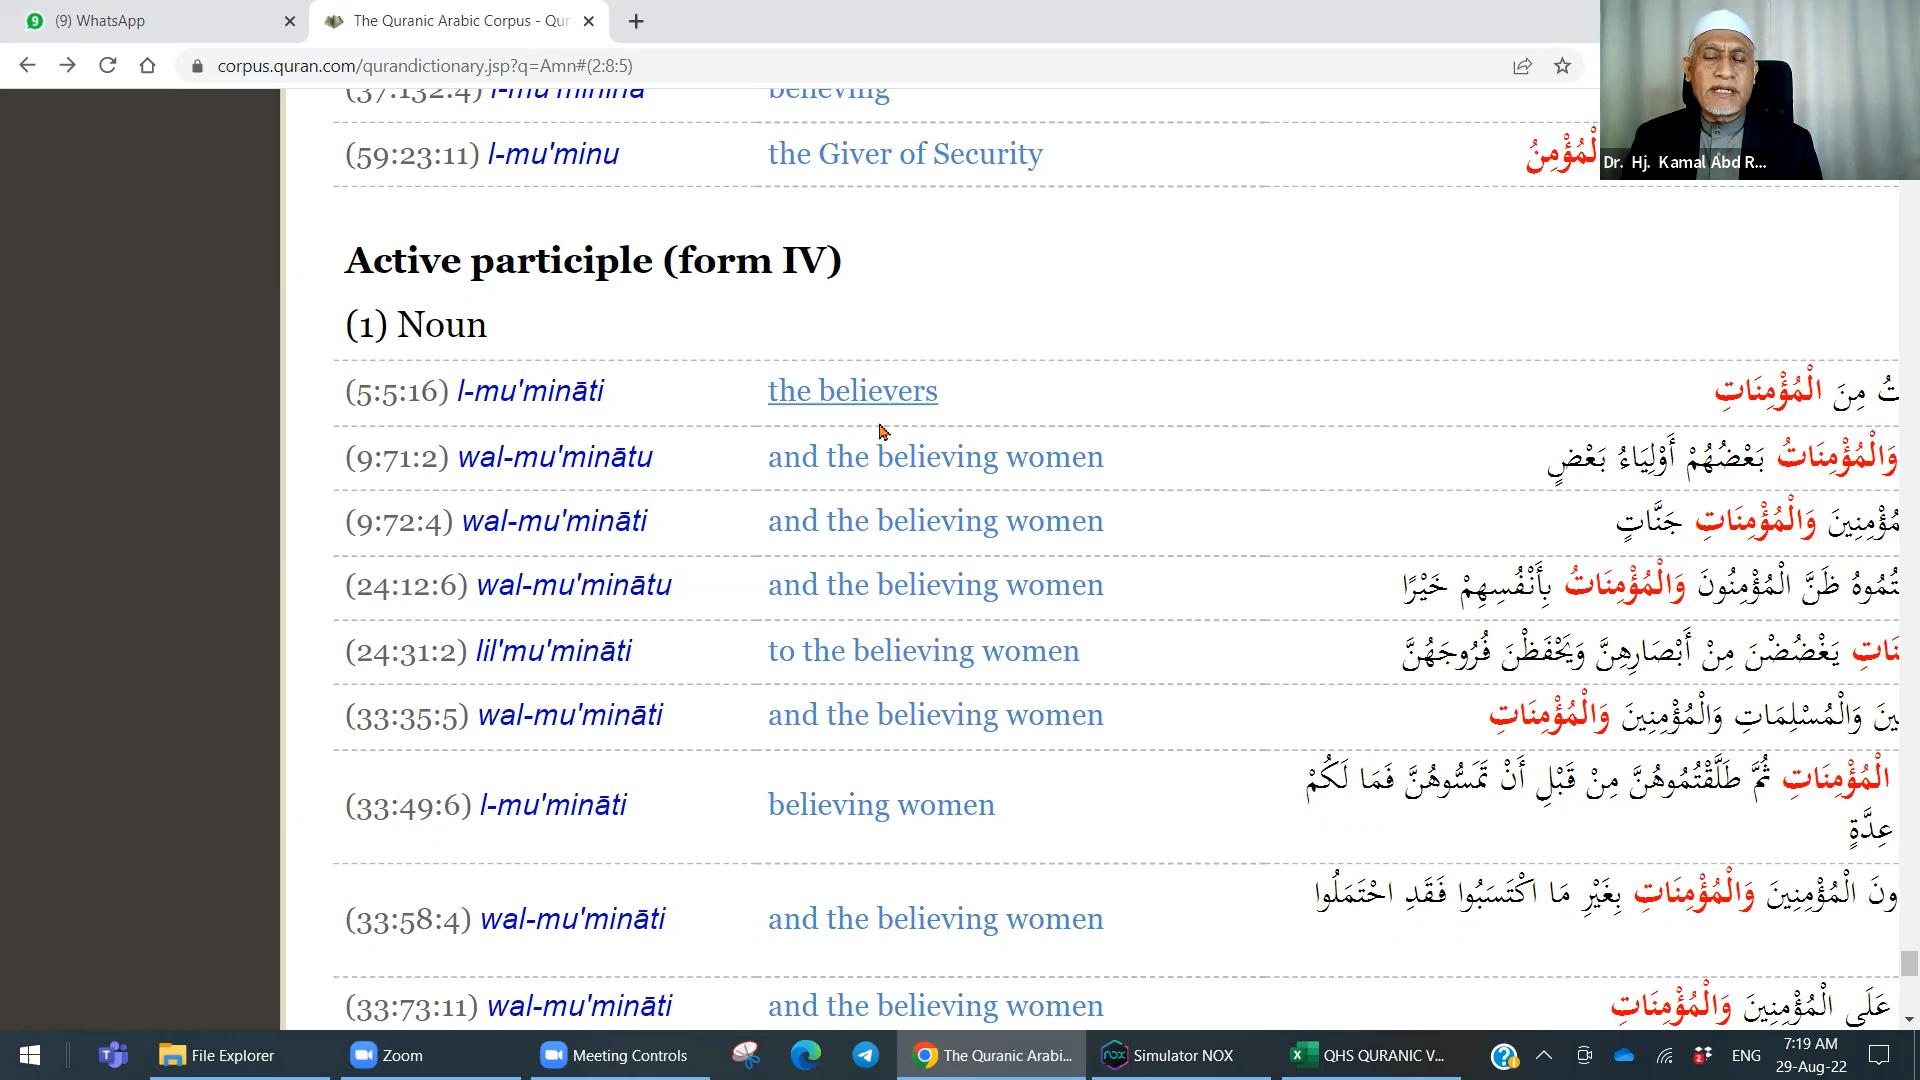 (9) WhatsApp
The Quranic Arabic Corpus - Qur
corpus.quran.com/qurandictionary.jsp?q=Amn#(2:8:5)
Dr. Hj. Kamal Abd R...
(37:132:4) l-mu'minīna believing
(59:23:11) l-mu'minu the Giver of Security الْمُؤْمِنُ
Active participle (form IV)
(1) Noun
(5:5:16) l-mu'mināti the believers مِنَ الْمُؤْمِنَاتِ
(9:71:2) wal-mu'minātu and the believing women وَالْمُؤْمِنَاتُ بَعْضُهُمْ أَوْلِيَاءُ بَعْضٍ
(9:72:4) wal-mu'mināti and the believing women وَالْمُؤْمِنَاتِ جَنَّاتٍ
(24:12:6) wal-mu'minātu and the believing women ظَنَّ الْمُؤْمِنُونَ وَالْمُؤْمِنَاتُ بِأَنْفُسِهِمْ خَيْرًا
(24:31:2) lil'mu'mināti to the believing women يَغْضُضْنَ مِنْ أَبْصَارِهِنَّ وَيَحْفَظْنَ فُرُوجَهُنَّ
(33:35:5) wal-mu'mināti and the believing women وَالْمُسْلِمَاتِ وَالْمُؤْمِنِينَ وَالْمُؤْمِنَاتِ
(33:49:6) l-mu'mināti believing women الْمُؤْمِنَاتِ ثُمَّ طَلَّقْتُمُوهُنَّ مِنْ قَبْلِ أَنْ تَمَسُّوهُنَّ فَمَا لَكُمْ
عِدَّةٍ
(33:58:4) wal-mu'mināti and the believing women الْمُؤْمِنِينَ وَالْمُؤْمِنَاتِ بِغَيْرِ مَا اكْتَسَبُوا فَقَدِ احْتَمَلُوا
(33:73:11) wal-mu'mināti and the believing women عَلَى الْمُؤْمِنِينَ وَالْمُؤْمِنَاتِ
File Explorer
Zoom
Meeting Controls
The Quranic Arabi...
Simulator NOX
QHS QURANIC V...
ENG
7:19 AM
29-Aug-22